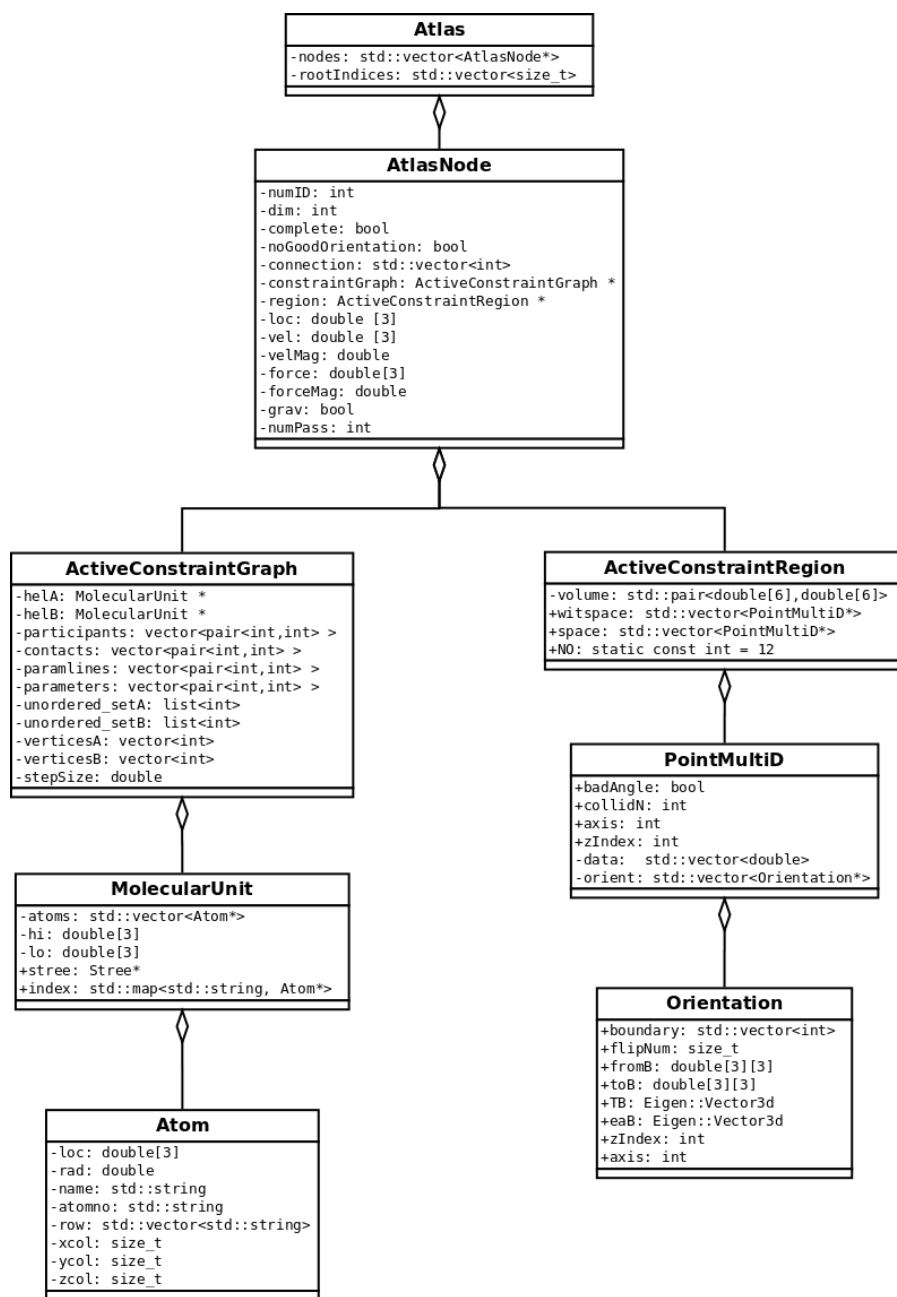 Atlas
-nodes: std::vector<AtlasNode*>
-rootIndices: std::vector<size_t>
AtlasNode
-numID: int
-dim: int
-complete: bool
-noGoodOrientation: bool
-connection: std::vector<int>
-constraintGraph: ActiveConstraintGraph *
-region: ActiveConstraintRegion *
-loc: double [3]
-vel: double [3]
-velMag: double
-force: double[3]
-forceMag: double
-grav: bool
-numPass: int
ActiveConstraintGraph
-helA: MolecularUnit *
-helB: MolecularUnit *
-participants: vector<pair<int,int> >
-contacts: vector<pair<int,int> >
-paramlines: vector<pair<int,int> >
-parameters: vector<pair<int,int> >
-unordered_setA: list<int>
-unordered_setB: list<int>
-verticesA: vector<int>
-verticesB: vector<int>
-stepSize: double
MolecularUnit
-atoms: std::vector<Atom*>
-hi: double[3]
-lo: double[3]
+stree: Stree*
+index: std::map<std::string, Atom*>
Atom
-loc: double[3]
-rad: double
-name: std::string
-atomno: std::string
-row: std::vector<std::string>
-xcol: size_t
-ycol: size_t
-zcol: size_t
ActiveConstraintRegion
-volume: std::pair<double[6],double[6]>
+witspace: std::vector<PointMultiD*>
+space: std::vector<PointMultiD*>
+NO: static const int = 12
PointMultiD
+badAngle: bool
+collidN: int
+axis: int
+zIndex: int
-data:  std::vector<double>
-orient: std::vector<Orientation*>
Orientation
+boundary: std::vector<int>
+flipNum: size_t
+fromB: double[3][3]
+toB: double[3][3]
+TB: Eigen::Vector3d
+eaB: Eigen::Vector3d
+zIndex: int
+axis: int